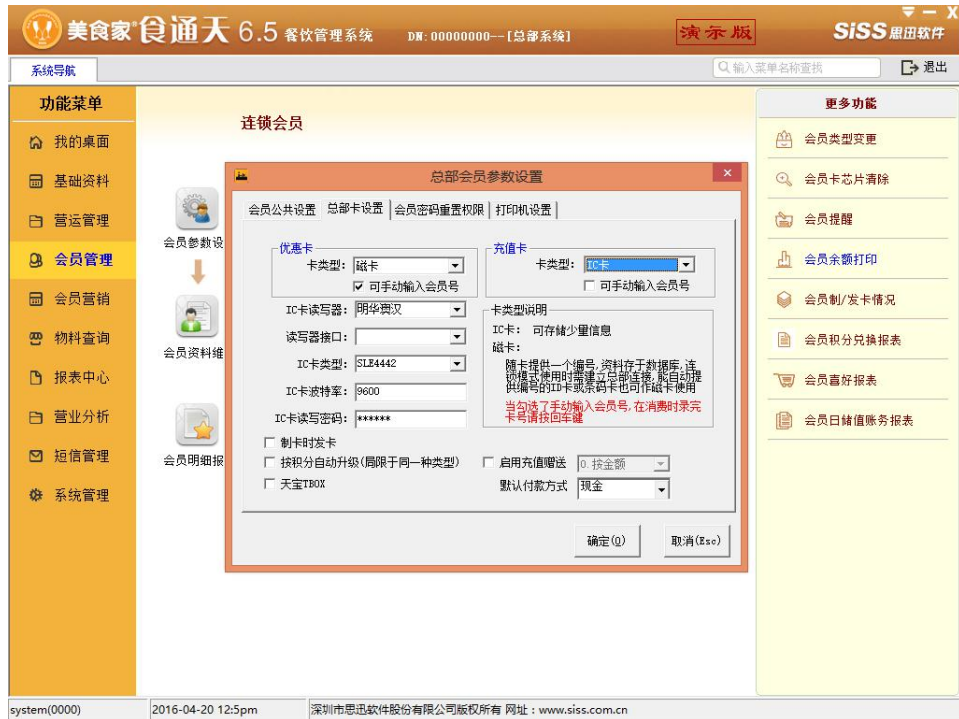 美食家 食通天 6.5 餐饮管理系统 DN:00000000--[总部系统] 演示版 SiSS思迅软件
系统导航 输入菜单名称查找 退出
功能菜单
我的桌面
基础资料
营运管理
会员管理
会员营销
物料查询
报表中心
营业分析
短信管理
系统管理
连锁会员
会员参数设
会员资料维
会员明细报
总部会员参数设置
会员公共设置 总部卡设置 会员密码重置权限 打印机设置
优惠卡
卡类型: 磁卡
可手动输入会员号
充值卡
卡类型: IC卡
可手动输入会员号
IC卡读写器: 明华澳汉
读写器接口:
IC卡类型: SLE4442
IC卡波特率: 9600
IC卡读写密码: ******
卡类型说明
IC卡: 可存储少量信息
磁卡:
随卡提供一个编号,资料存于数据库,连
锁模式使用时需建立总部连接,能自动提
供编号的ID卡或条码卡也可作磁卡使用
当勾选了手动输入会员号,在消费时录完
卡号请按回车键
制卡时发卡
按积分自动升级(局限于同一种类型) 启用充值赠送 0.按金额
天宝TBOX 默认付款方式 现金
确定(O) 取消(Esc)
更多功能
会员类型变更
会员卡芯片清除
会员提醒
会员余额打印
会员制/发卡情况
会员积分兑换报表
会员喜好报表
会员日储值账务报表
system(0000) 2016-04-20 12:5pm 深圳市思迅软件股份有限公司版权所有 网址：www.siss.com.cn